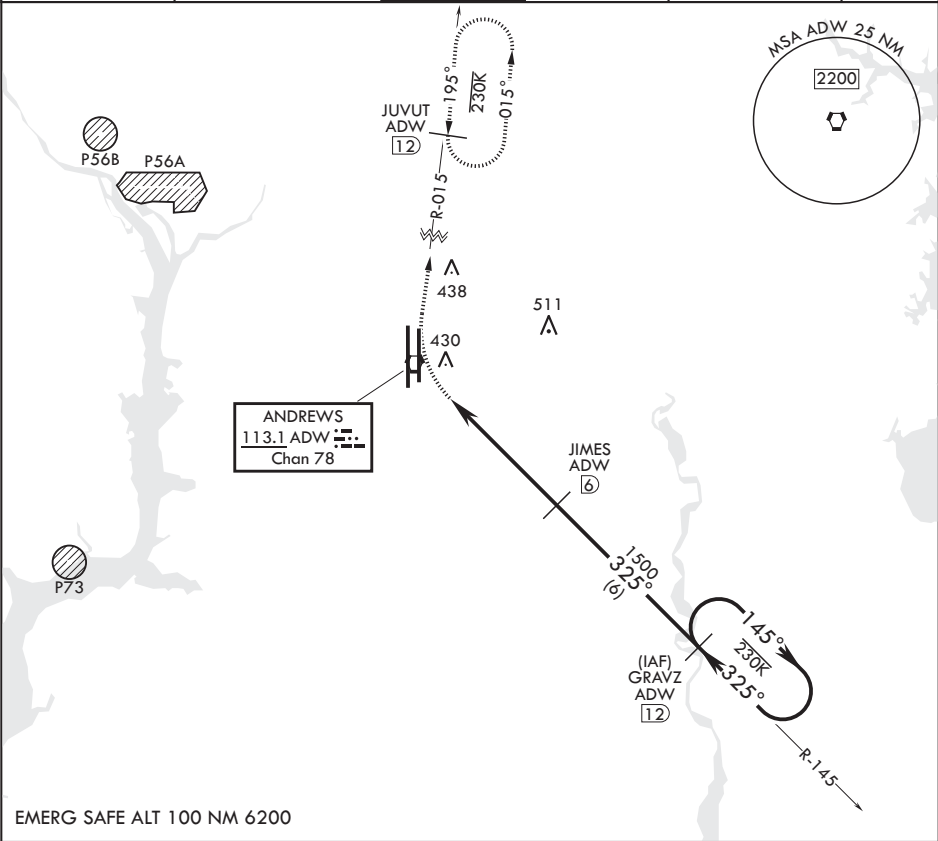 MSA ADW 25 NM
2200
195°
230K
015°
JUVUT
ADW
12
P56B
P56A
R-015
438
511
430
ANDREWS
113.1 ADW
Chan 78
JIMES
ADW
6
1500
325°
(6)
P73
145°
230K
325°
(IAF)
GRAVZ
ADW
12
R-145
EMERG SAFE ALT 100 NM 6200